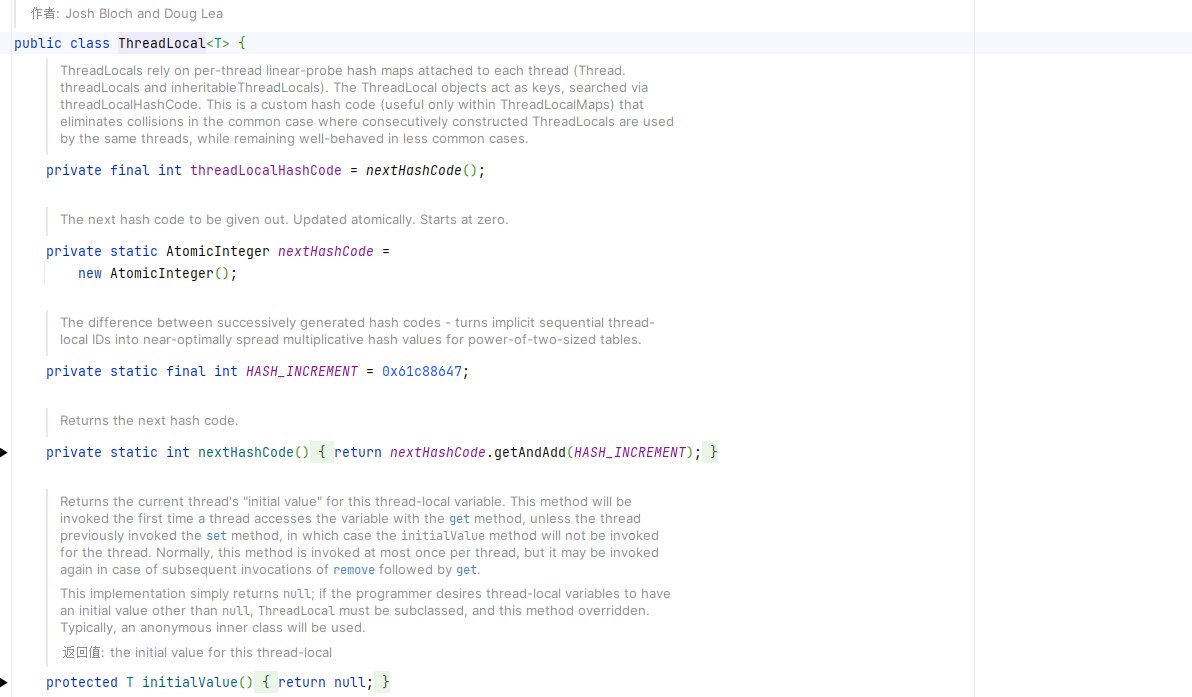 作者: Josh Bloch and Doug Lea
public class ThreadLocal<T> {
ThreadLocals rely on per-thread linear-probe hash maps attached to each thread (Thread.
threadLocals and inheritableThreadLocals). The ThreadLocal objects act as keys, searched via
threadLocalHashCode. This is a custom hash code (useful only within ThreadLocalMaps) that
eliminates collisions in the common case where consecutively constructed ThreadLocals are used
by the same threads, while remaining well-behaved in less common cases.
private final int threadLocalHashCode = nextHashCode();
The next hash code to be given out. Updated atomically. Starts at zero.
private static AtomicInteger nextHashCode =
new AtomicInteger();
The difference between successively generated hash codes - turns implicit sequential thread-
local IDs into near-optimally spread multiplicative hash values for power-of-two-sized tables.
private static final int HASH_INCREMENT = 0x61c88647;
Returns the next hash code.
private static int nextHashCode() { return nextHashCode.getAndAdd(HASH_INCREMENT); }
Returns the current thread's "initial value" for this thread-local variable. This method will be
invoked the first time a thread accesses the variable with the get method, unless the thread
previously invoked the set method, in which case the initialValue method will not be invoked
for the thread. Normally, this method is invoked at most once per thread, but it may be invoked
again in case of subsequent invocations of remove followed by get.
This implementation simply returns null; if the programmer desires thread-local variables to have
an initial value other than null, ThreadLocal must be subclassed, and this method overridden.
Typically, an anonymous inner class will be used.
返回值: the initial value for this thread-local
protected T initialValue() { return null; }